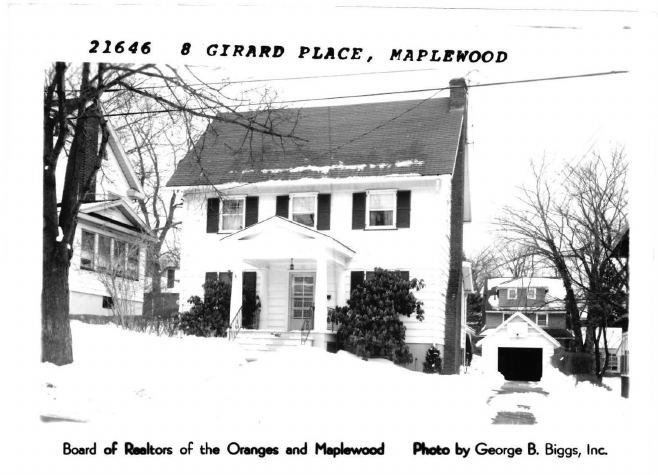 21646 8 GIRARD PLACE, MAPLEWOOD
Board of Realtors of the Oranges and Maplewood Photo by George B. Biggs, Inc.